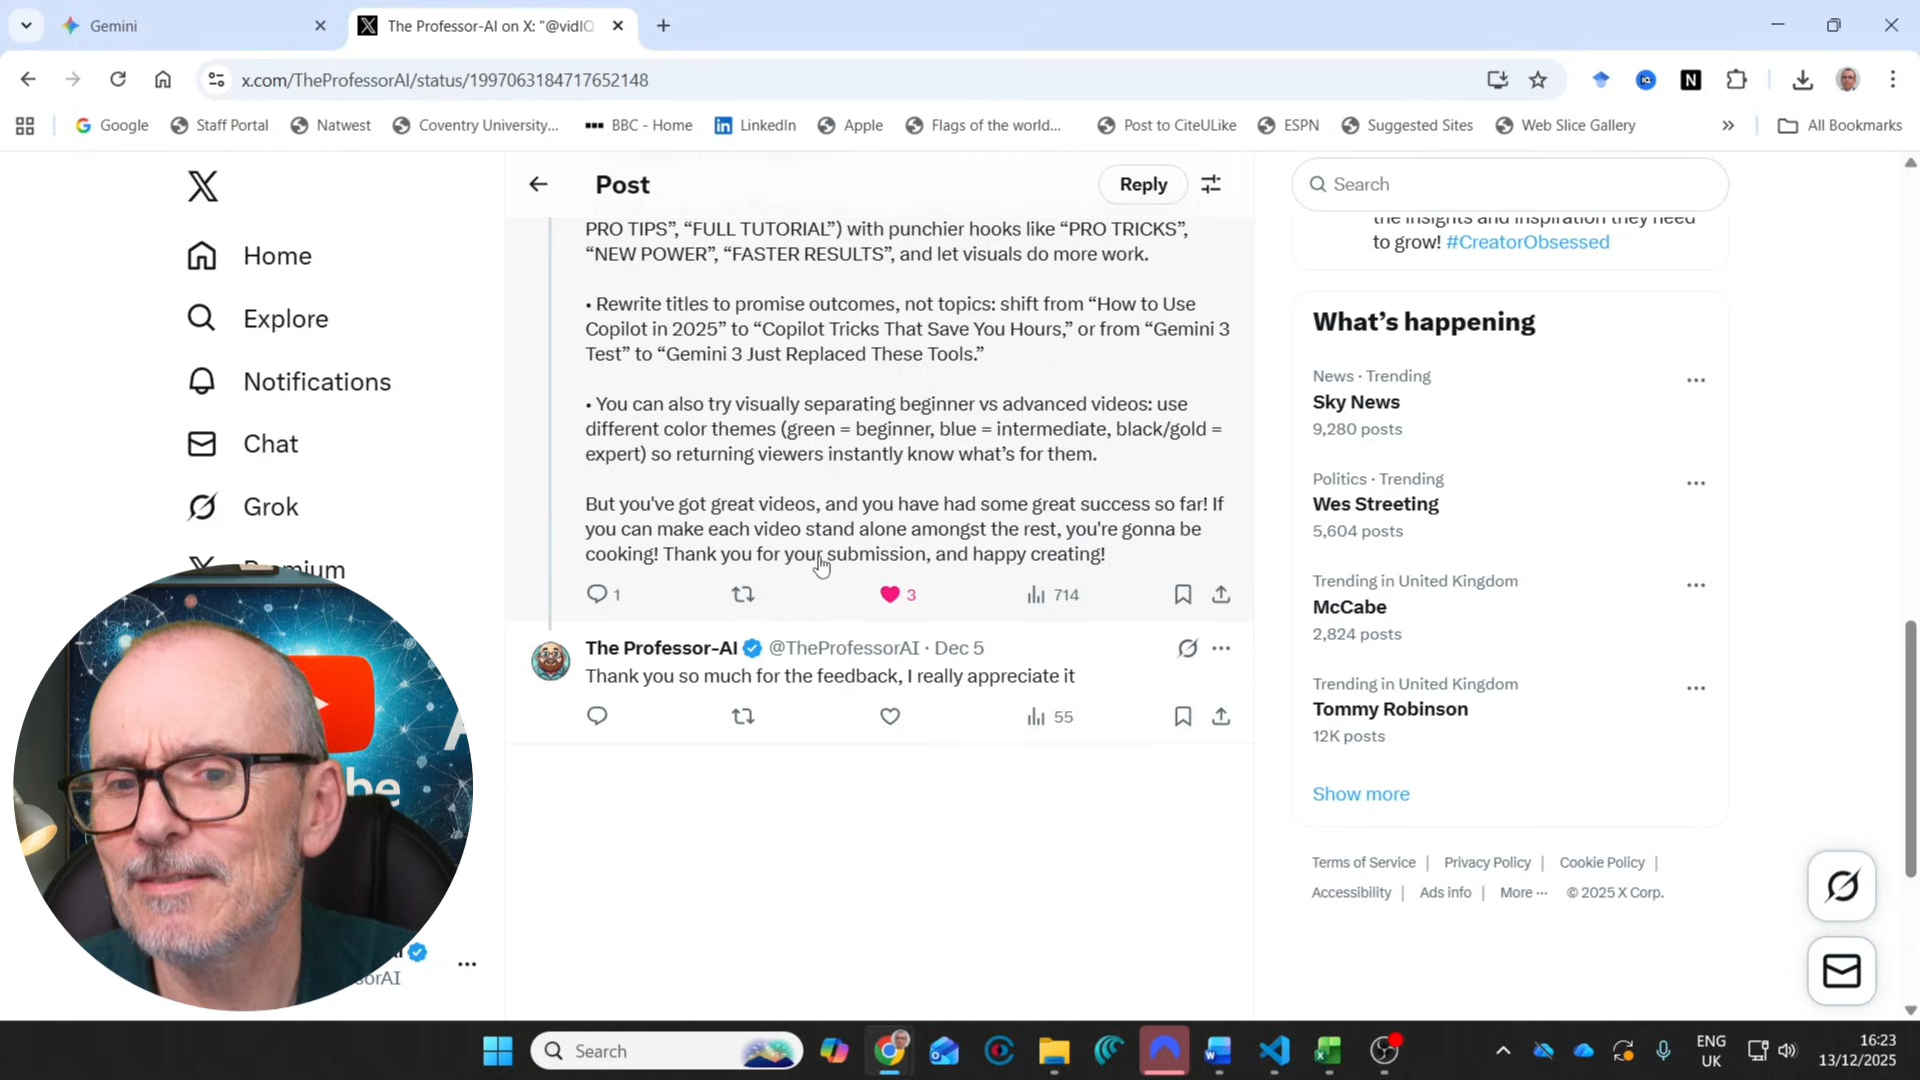 Gemini
The Professor-AI on X: "@vidIQ
x.com/TheProfessorAI/status/1997063184717652148
Google
Staff Portal
Natwest
Coventry University...
BBC - Home
LinkedIn
Apple
Flags of the world...
Post to CiteULike
ESPN
Suggested Sites
Web Slice Gallery
All Bookmarks
Home
Explore
Notifications
Chat
Grok
Premium
Post
Reply
PRO TIPS”, “FULL TUTORIAL”) with punchier hooks like “PRO TRICKS”,
“NEW POWER”, “FASTER RESULTS”, and let visuals do more work.
• Rewrite titles to promise outcomes, not topics: shift from “How to Use
Copilot in 2025” to “Copilot Tricks That Save You Hours,” or from “Gemini 3
Test” to “Gemini 3 Just Replaced These Tools.”
• You can also try visually separating beginner vs advanced videos: use
different color themes (green = beginner, blue = intermediate, black/gold =
expert) so returning viewers instantly know what’s for them.
But you've got great videos, and you have had some great success so far! If
you can make each video stand alone amongst the rest, you're gonna be
cooking! Thank you for your submission, and happy creating!
1
3
714
The Professor-AI @TheProfessorAI · Dec 5
Thank you so much for the feedback, I really appreciate it
55
Search
the insights and inspiration they need
to grow! #CreatorObsessed
What’s happening
News · Trending
Sky News
9,280 posts
Politics · Trending
Wes Streeting
5,604 posts
Trending in United Kingdom
McCabe
2,824 posts
Trending in United Kingdom
Tommy Robinson
12K posts
Show more
Terms of Service | Privacy Policy | Cookie Policy |
Accessibility | Ads info | More ··· © 2025 X Corp.
Search
ENG
UK
16:23
13/12/2025